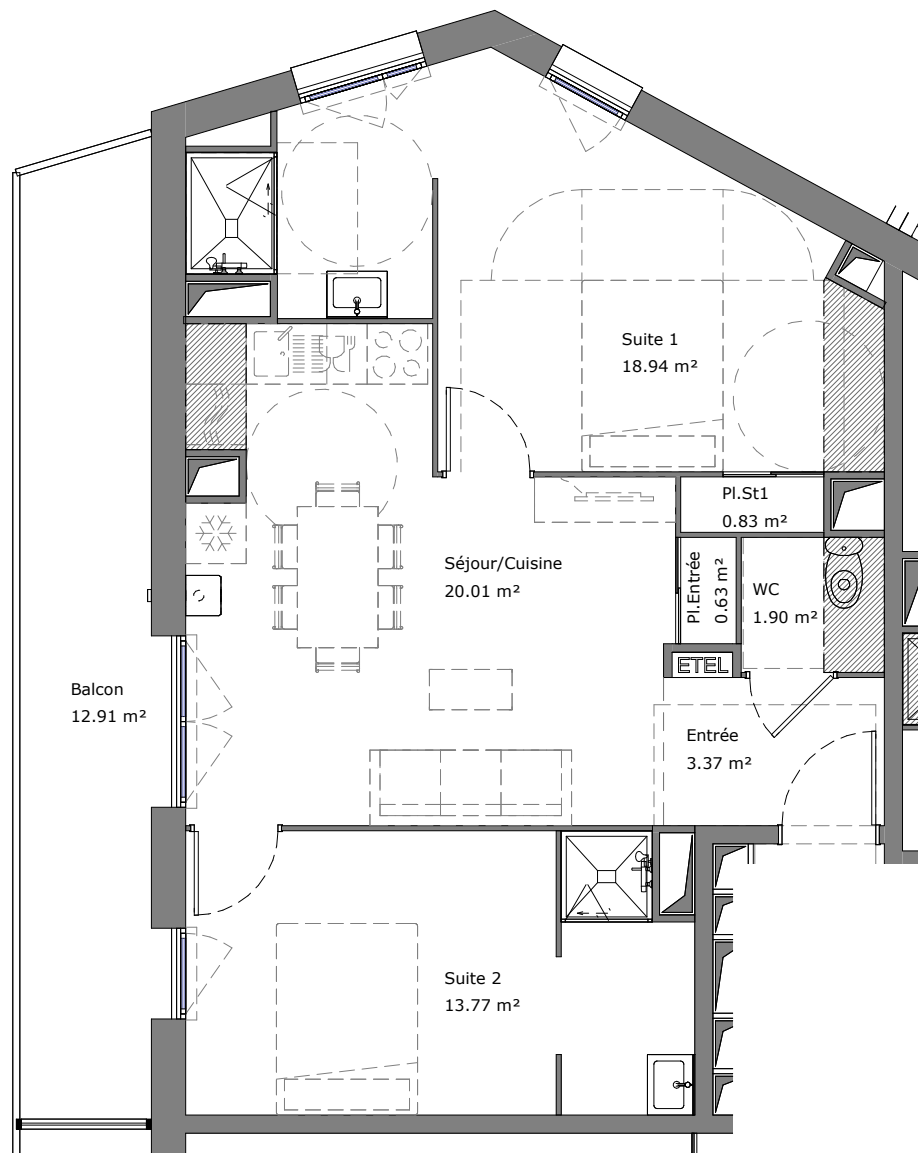 Suite 1
18.94 m²
Pl.St1
0.83 m²
Séjour/Cuisine
20.01 m²
Pl.Entrée
0.63 m²
WC
1.90 m²
ETEL
Balcon
12.91 m²
Entrée
3.37 m²
Suite 2
13.77 m²